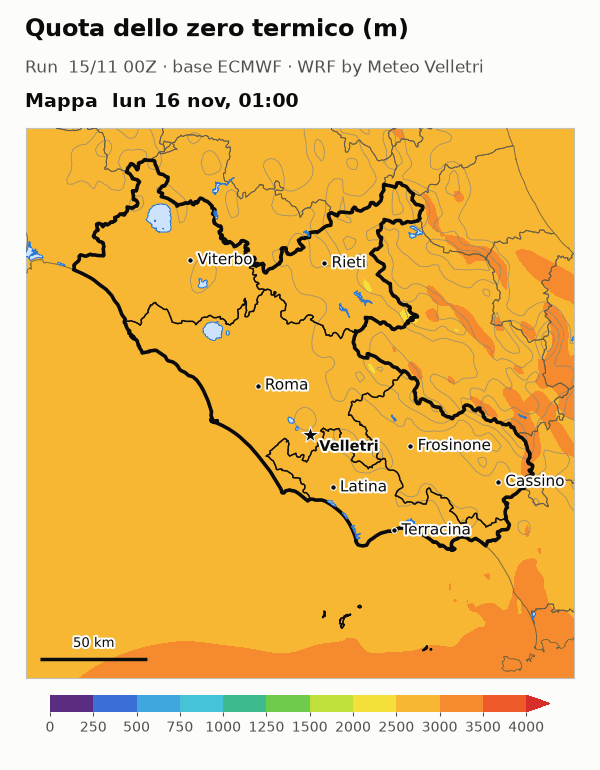 Quota dello zero termico (m)
Run  15/11 00Z · base ECMWF · WRF by Meteo Velletri
Mappa  lun 16 nov, 01:00
Viterbo
Rieti
Roma
Velletri
Frosinone
Cassino
Latina
Terracina
50 km
0 250 500 750 1000 1250 1500 2000 2500 3000 3500 4000